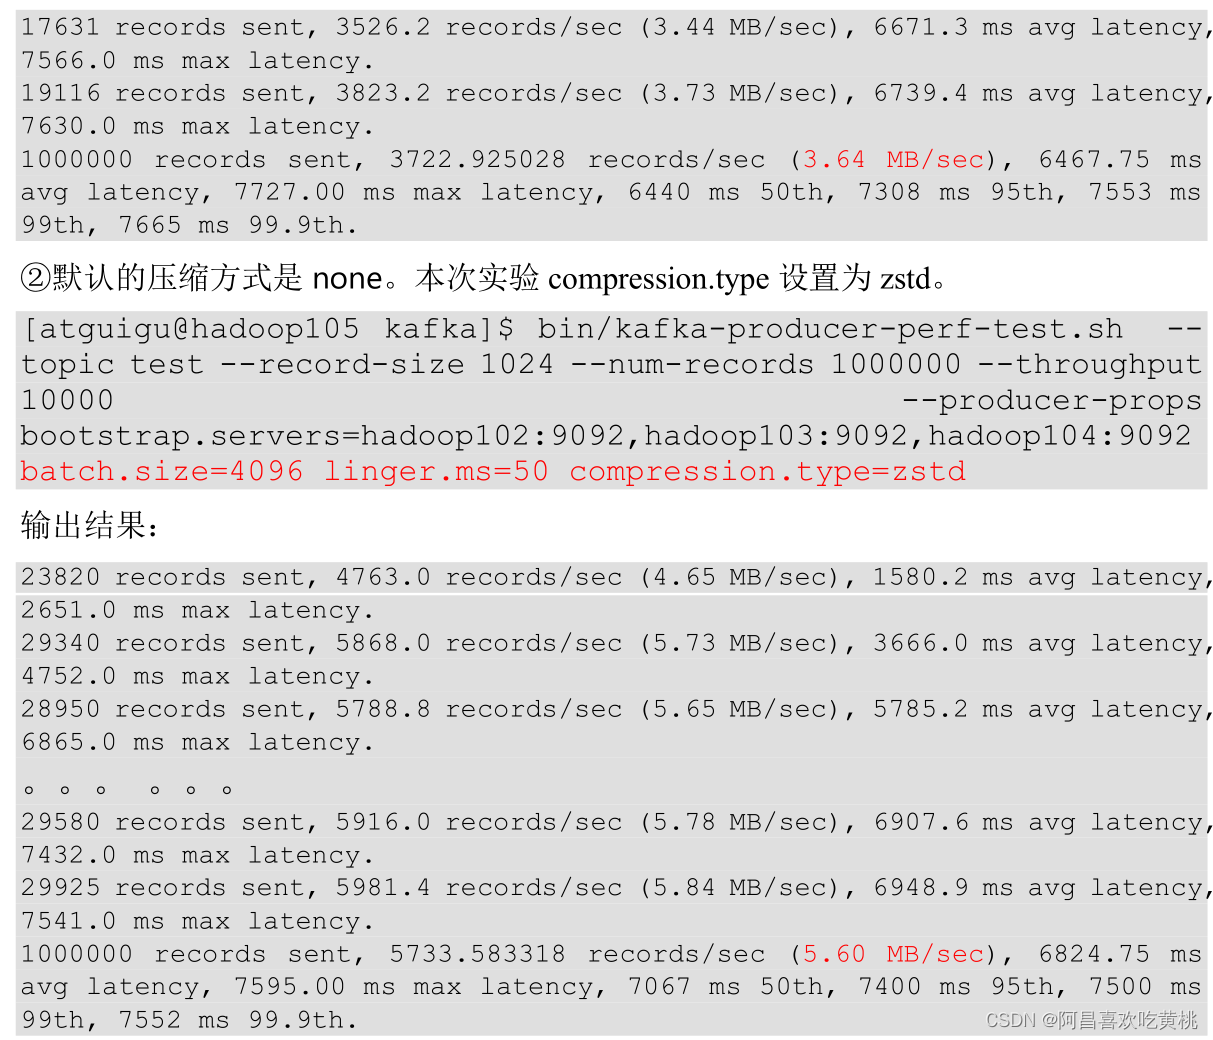 17631 records sent, 3526.2 records/sec (3.44 MB/sec), 6671.3 ms avg latency,
7566.0 ms max latency.
19116 records sent, 3823.2 records/sec (3.73 MB/sec), 6739.4 ms avg latency,
7630.0 ms max latency.
1000000 records sent, 3722.925028 records/sec (3.64 MB/sec), 6467.75 ms
avg latency, 7727.00 ms max latency, 6440 ms 50th, 7308 ms 95th, 7553 ms
99th, 7665 ms 99.9th.
②默认的压缩方式是 none。本次实验 compression.type 设置为 zstd。
[atguigu@hadoop105 kafka]$ bin/kafka-producer-perf-test.sh --
topic test --record-size 1024 --num-records 1000000 --throughput
10000 --producer-props
bootstrap.servers=hadoop102:9092,hadoop103:9092,hadoop104:9092
batch.size=4096 linger.ms=50 compression.type=zstd
输出结果：
23820 records sent, 4763.0 records/sec (4.65 MB/sec), 1580.2 ms avg latency,
2651.0 ms max latency.
29340 records sent, 5868.0 records/sec (5.73 MB/sec), 3666.0 ms avg latency,
4752.0 ms max latency.
28950 records sent, 5788.8 records/sec (5.65 MB/sec), 5785.2 ms avg latency,
6865.0 ms max latency.
。。。 。。。
29580 records sent, 5916.0 records/sec (5.78 MB/sec), 6907.6 ms avg latency,
7432.0 ms max latency.
29925 records sent, 5981.4 records/sec (5.84 MB/sec), 6948.9 ms avg latency,
7541.0 ms max latency.
1000000 records sent, 5733.583318 records/sec (5.60 MB/sec), 6824.75 ms
avg latency, 7595.00 ms max latency, 7067 ms 50th, 7400 ms 95th, 7500 ms
99th, 7552 ms 99.9th.
CSDN @阿昌喜欢吃黄桃